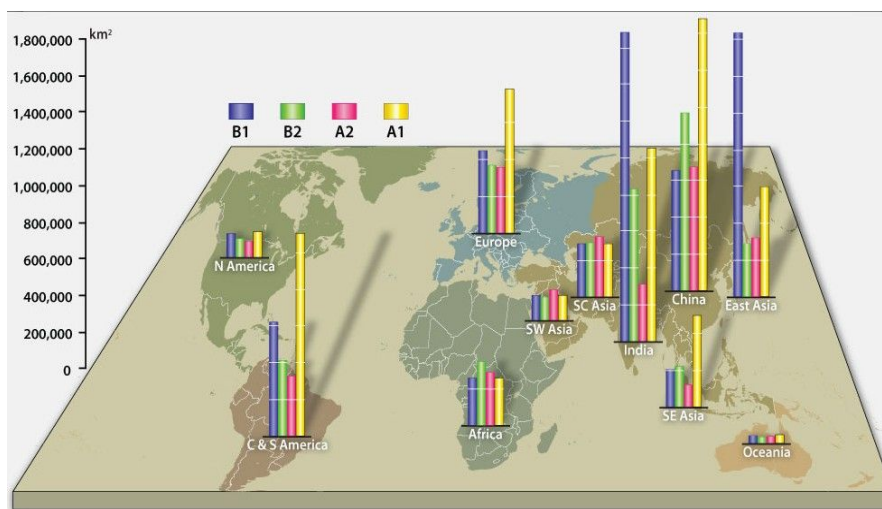 km²
1,800,000
1,600,000
1,400,000
1,200,000
1,000,000
800,000
600,000
400,000
200,000
0
B1 B2 A2 A1
N America
Europe
SC Asia
China
East Asia
SW Asia
India
C & S America
Africa
SE Asia
Oceania